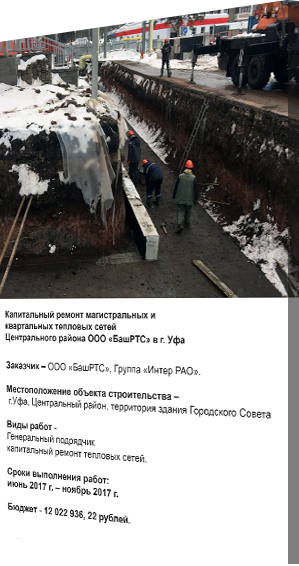 Капитальный ремонт магистральных и
квартальных тепловых сетей
Центрального района ООО «БашРТС» в г. Уфа
Заказчик – ООО «БашРТС», Группа «Интер РАО».
Местоположение объекта строительства –
г.Уфа, Центральный район, территория здания Городского Совета
Виды работ -
Генеральный подрядчик
капитальный ремонт тепловых сетей.
Сроки выполнения работ:
июнь 2017 г. – ноябрь 2017 г.
Бюджет - 12 022 936, 22 рублей.